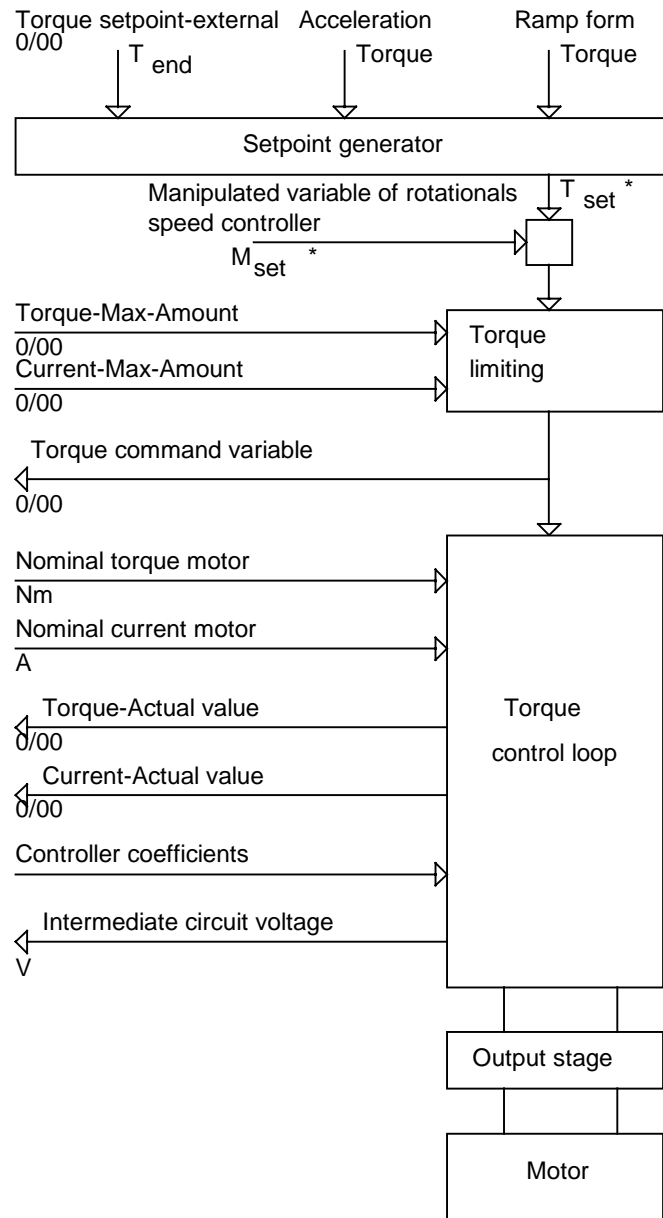 Torque setpoint-external Acceleration Ramp form
0/00
T end Torque Torque
Setpoint generator
Manipulated variable of rotationals
speed controller
T set *
M set *
Torque-Max-Amount
0/00
Torque
limiting
Current-Max-Amount
0/00
Torque command variable
0/00
Nominal torque motor
Nm
Nominal current motor
A
Torque-Actual value
0/00
Torque
control loop
Current-Actual value
0/00
Controller coefficients
Intermediate circuit voltage
V
Output stage
Motor